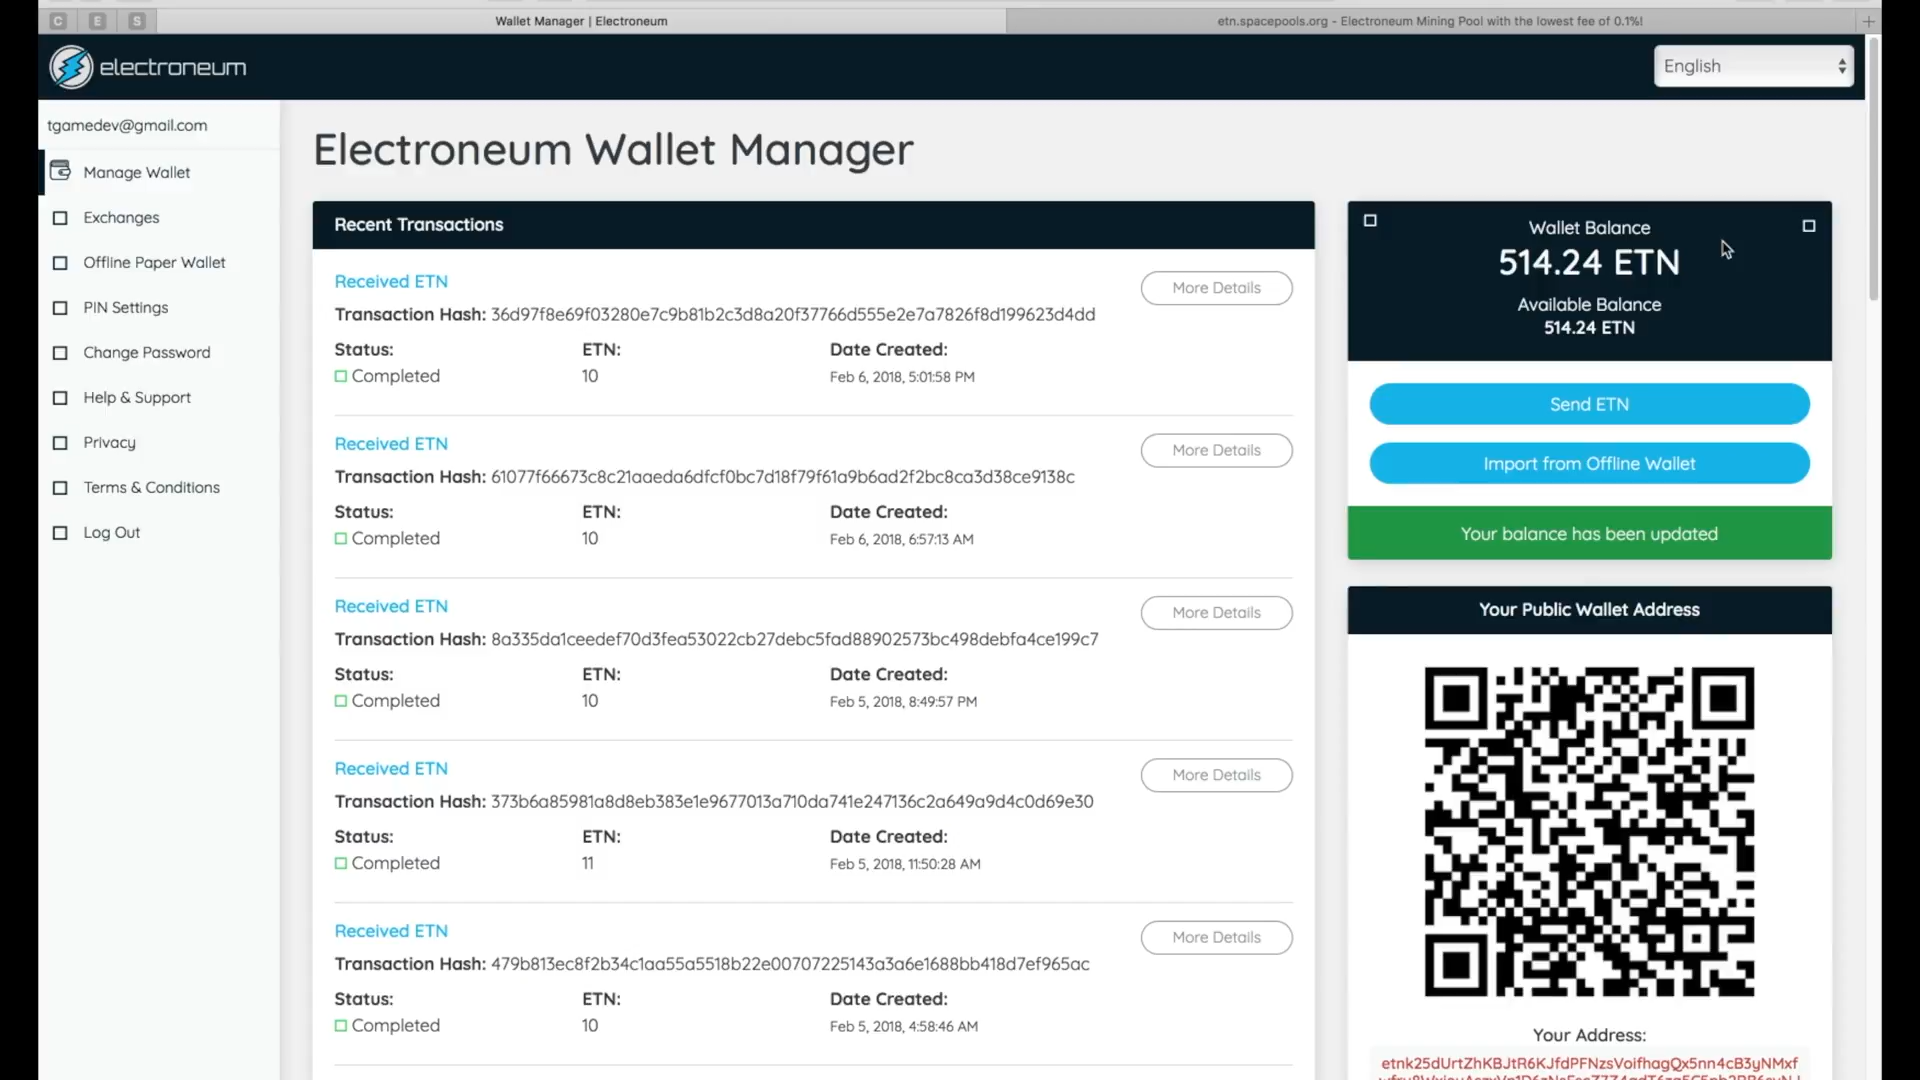 C E S Wallet Manager | Electroneum etn.spacepools.org - Electroneum Mining Pool with the lowest fee of 0.1%!
electroneum English
tgamedev@gmail.com
Manage Wallet
Exchanges
Offline Paper Wallet
PIN Settings
Change Password
Help & Support
Privacy
Terms & Conditions
Log Out
Electroneum Wallet Manager
Recent Transactions
Received ETN More Details
Transaction Hash: 36d97f8e69f03280e7c9b81b2c3d8a20f37766d555e2e7a7826f8d199623d4dd
Status: ETN: Date Created:
Completed 10 Feb 6, 2018, 5:01:58 PM
Received ETN More Details
Transaction Hash: 61077f66673c8c21aaeda6dfcf0bc7d18f79f61a9b6ad2f2bc8ca3d38ce9138c
Status: ETN: Date Created:
Completed 10 Feb 6, 2018, 6:57:13 AM
Received ETN More Details
Transaction Hash: 8a335da1ceedef70d3fea53022cb27debc5fad88902573bc498debfa4ce199c7
Status: ETN: Date Created:
Completed 10 Feb 5, 2018, 8:49:57 PM
Received ETN More Details
Transaction Hash: 373b6a85981a8d8eb383e1e9677013a710da741e247136c2a649a9d4c0d69e30
Status: ETN: Date Created:
Completed 11 Feb 5, 2018, 11:50:28 AM
Received ETN More Details
Transaction Hash: 479b813ec8f2b34c1aa55a5518b22e00707225143a3a6e1688bb418d7ef965ac
Status: ETN: Date Created:
Completed 10 Feb 5, 2018, 4:58:46 AM
Wallet Balance
514.24 ETN
Available Balance
514.24 ETN
Send ETN
Import from Offline Wallet
Your balance has been updated
Your Public Wallet Address
Your Address:
etnk25dUrtZhKBJtR6KJfdPFNzsVoifhagQx5nn4cB3yNMxf